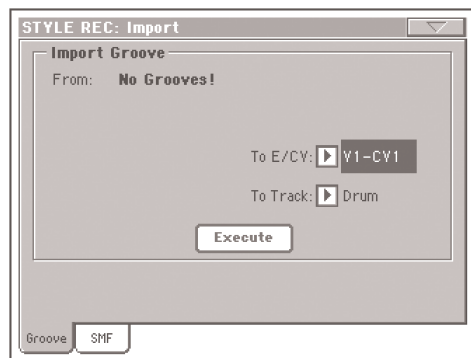 STYLE REC: Import
Import Groove
From: No Grooves!
To E/CV: V1-CV1
To Track: Drum
Execute
Groove SMF